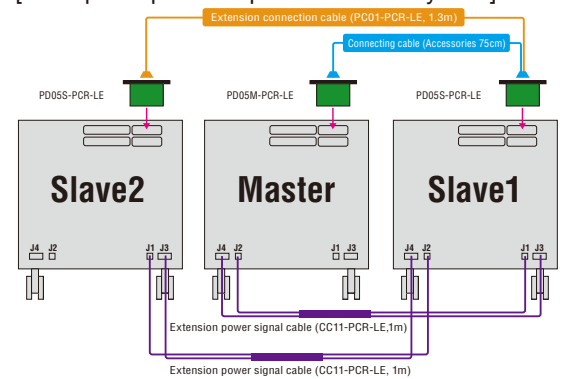 Extension connection cable (PC01-PCR-LE, 1.3m)
Connecting cable (Accessories 75cm)
PD05S-PCR-LE
PD05M-PCR-LE
PD05S-PCR-LE
Slave2
Master
Slave1
J4 J2 J1 J3
J4 J2 J1 J3
J4 J2 J1 J3
Extension power signal cable (CC11-PCR-LE,1m)
Extension power signal cable (CC11-PCR-LE, 1m)